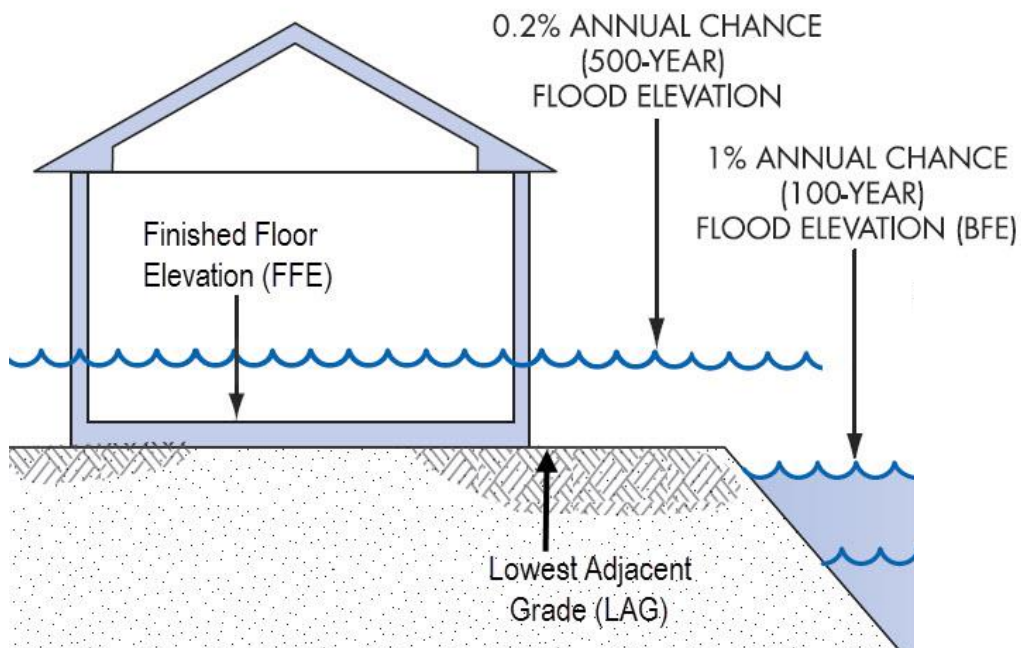 0.2% ANNUAL CHANCE
(500-YEAR)
FLOOD ELEVATION
1% ANNUAL CHANCE
(100-YEAR)
FLOOD ELEVATION (BFE)
Finished Floor
Elevation (FFE)
Lowest Adjacent
Grade (LAG)